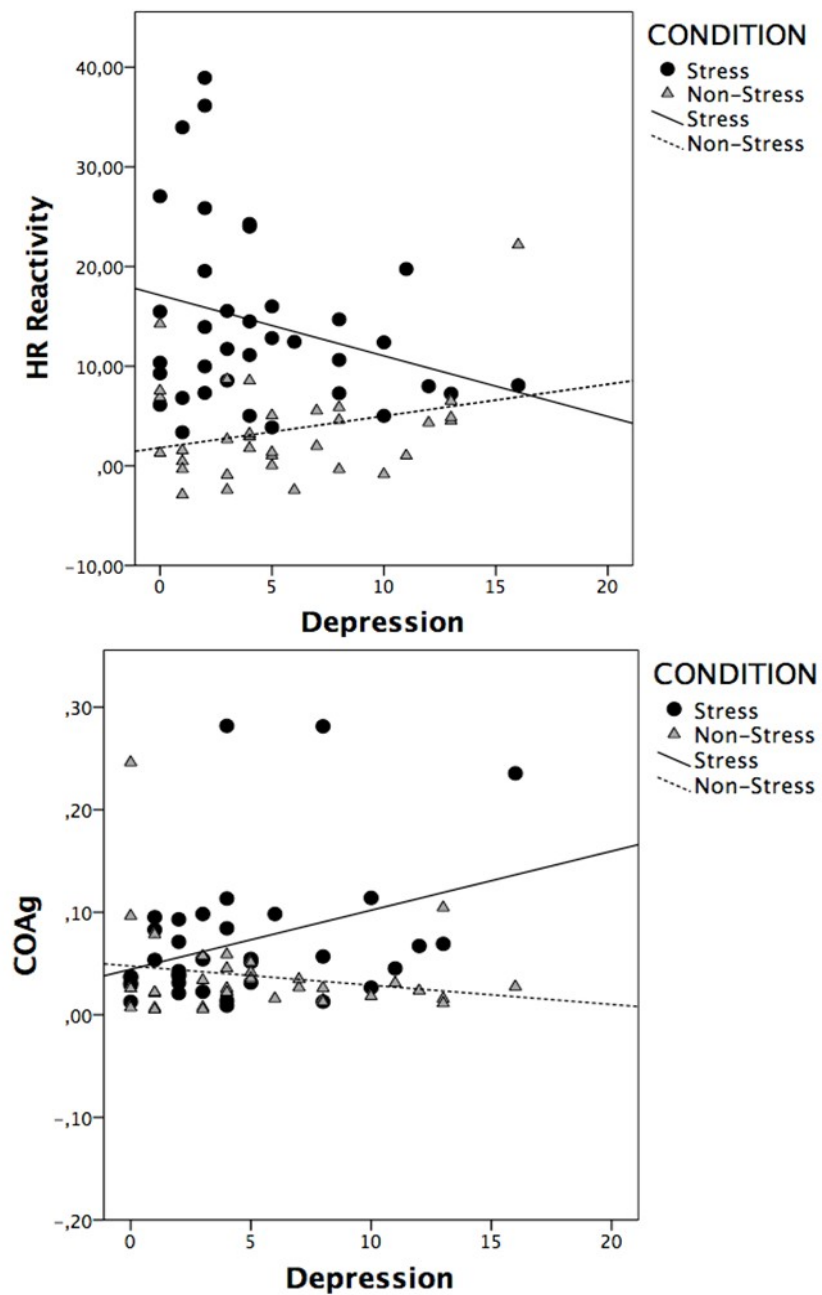 CONDITION
Stress
Non-Stress
Stress
Non-Stress
HR Reactivity
40,00
30,00
20,00
10,00
,00
-10,00
0 5 10 15 20
Depression
CONDITION
Stress
Non-Stress
Stress
Non-Stress
COAg
,30
,20
,10
,00
-,10
-,20
0 5 10 15 20
Depression